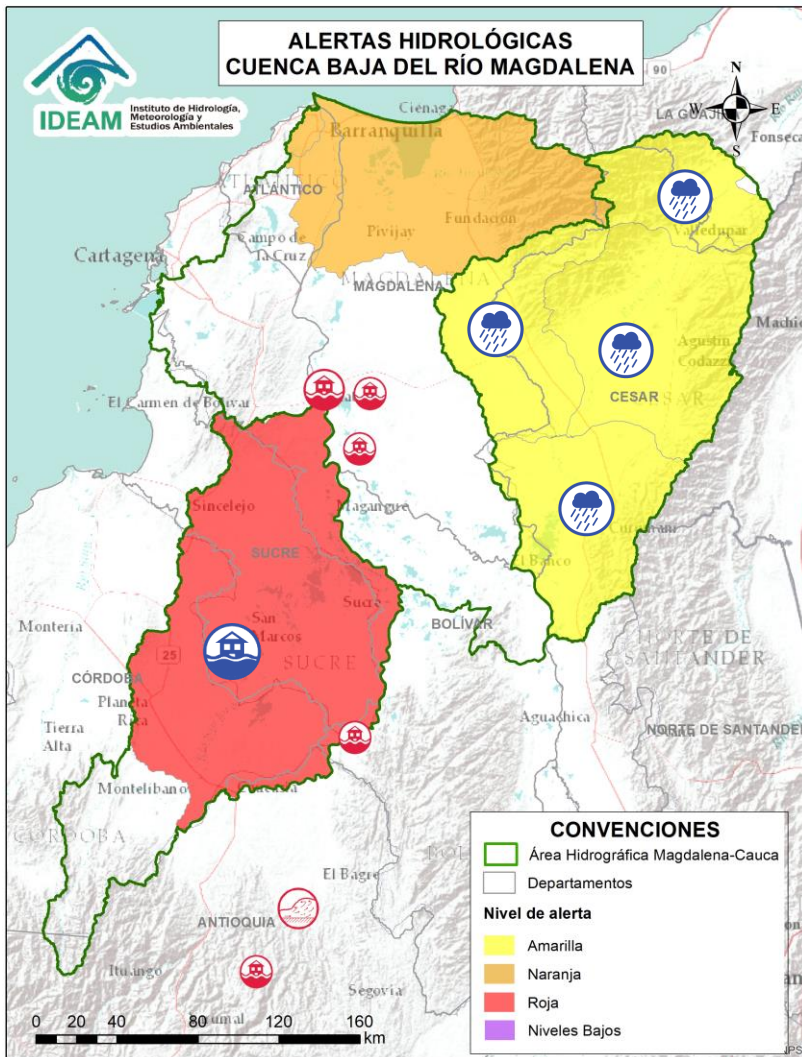 ALERTAS HIDROLÓGICAS
CUENCA BAJA DEL RÍO MAGDALENA
IDEAM
Instituto de Hidrología,
Meteorología y
Estudios Ambientales
N
W
E
S
90
Ciénaga
LA GUAJIRA
Barranquilla
Fonseca
ATLÁNTICO
Valledupar
Fundación
Pivijay
Campo de
la Cruz
Cartagena
MAGDALENA
Agustín
Codazzi
CESAR
El Carmen de Bolívar
Sincelejo
Magangué
SUCRE
El Banco
Sucre
San
Marcos
BOLÍVAR
Montería
SUCRE
25
CÓRDOBA
Planeta
Rica
Tierra
Alta
Aguachica
NORTE DE SANTANDER
SANTANDER
Montelíbano
CÓRDOBA
El Bagre
ANTIOQUIA
Ituango
Segovia
0 20 40 80 120 160
km
CONVENCIONES
Área Hidrográfica Magdalena-Cauca
Departamentos
Nivel de alerta
Amarilla
Naranja
Roja
Niveles Bajos